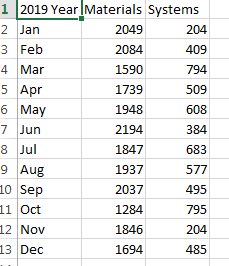 1 2019 Year Materials Systems
2 Jan 2049 204
3 Feb 2084 409
4 Mar 1590 794
5 Apr 1739 509
6 May 1948 608
7 Jun 2194 384
8 Jul 1847 683
9 Aug 1937 577
10 Sep 2037 495
11 Oct 1284 795
12 Nov 1846 204
13 Dec 1694 485